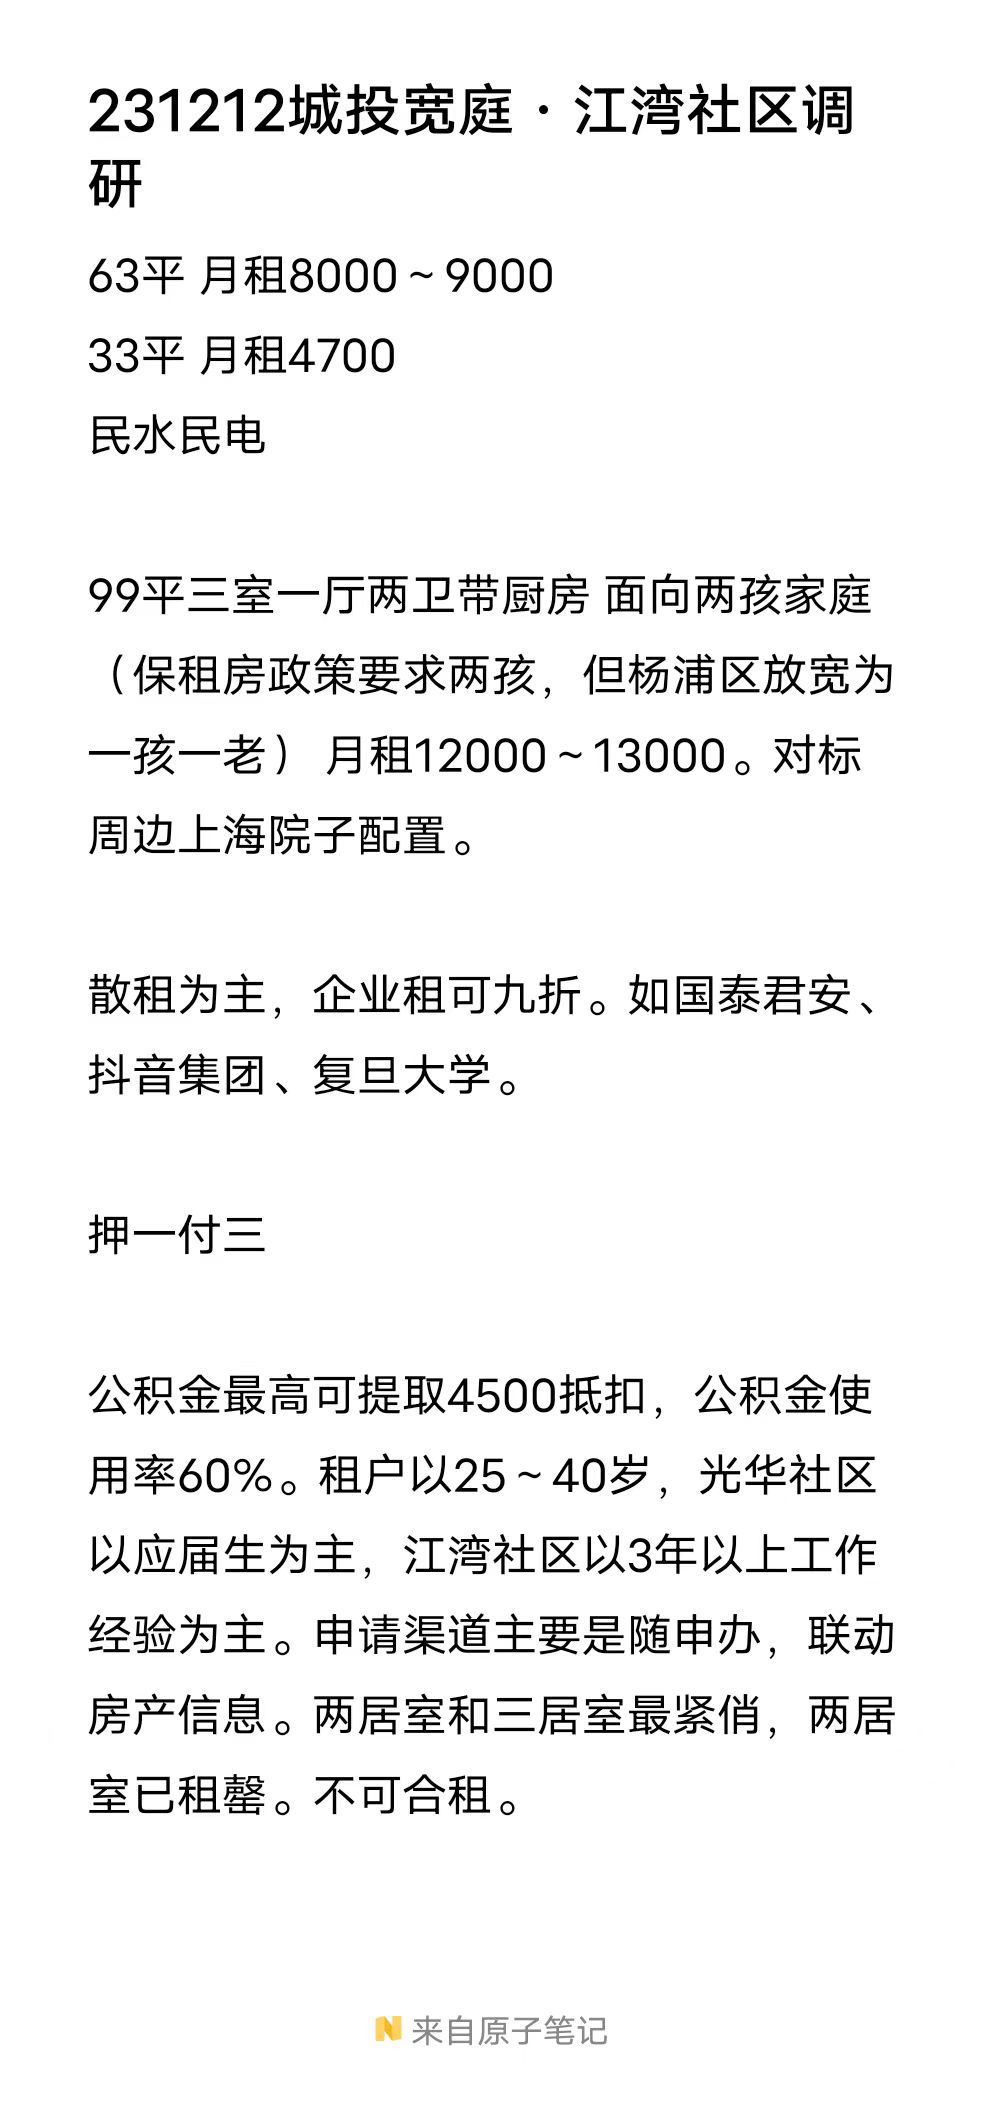 231212城投宽庭·江湾社区调
研
63平 月租8000～9000
33平 月租4700
民水民电
99平三室一厅两卫带厨房 面向两孩家庭
（保租房政策要求两孩，但杨浦区放宽为
一孩一老） 月租12000～13000。对标
周边上海院子配置。
散租为主，企业租可九折。如国泰君安、
抖音集团、复旦大学。
押一付三
公积金最高可提取4500抵扣，公积金使
用率60%。租户以25～40岁，光华社区
以应届生为主，江湾社区以3年以上工作
经验为主。申请渠道主要是随申办，联动
房产信息。两居室和三居室最紧俏，两居
室已租罄。不可合租。
来自原子笔记